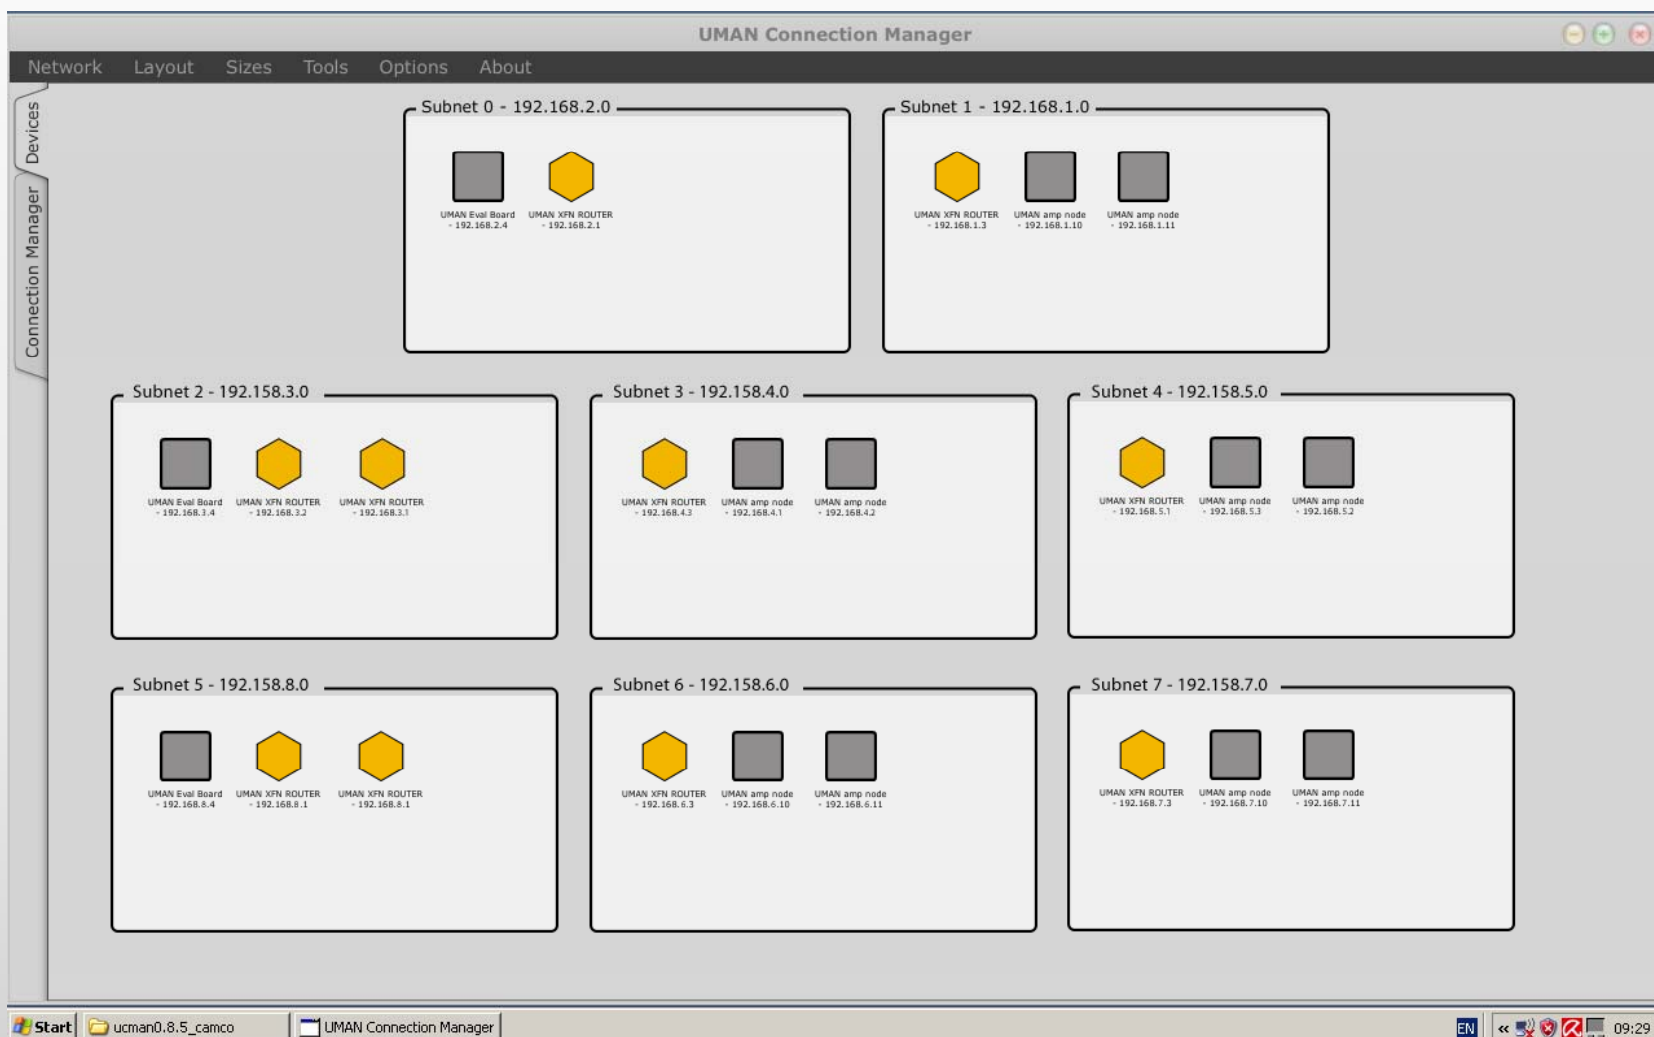 UMAN Connection Manager
Network Layout Sizes Tools Options About
Devices
Connection Manager
Subnet 0 - 192.168.2.0
UMAN Eval Board
- 192.168.2.4
UMAN XFN ROUTER
- 192.168.2.1
Subnet 1 - 192.168.1.0
UMAN XFN ROUTER
- 192.168.1.3
UMAN amp node
- 192.168.1.10
UMAN amp node
- 192.168.1.11
Subnet 2 - 192.158.3.0
UMAN Eval Board
- 192.168.3.4
UMAN XFN ROUTER
- 192.168.3.2
UMAN XFN ROUTER
- 192.168.3.1
Subnet 3 - 192.158.4.0
UMAN XFN ROUTER
- 192.168.4.3
UMAN amp node
- 192.168.4.1
UMAN amp node
- 192.168.4.2
Subnet 4 - 192.158.5.0
UMAN XFN ROUTER
- 192.168.5.1
UMAN amp node
- 192.168.5.3
UMAN amp node
- 192.168.5.2
Subnet 5 - 192.158.8.0
UMAN Eval Board
- 192.168.8.4
UMAN XFN ROUTER
- 192.168.8.1
UMAN XFN ROUTER
- 192.168.8.1
Subnet 6 - 192.158.6.0
UMAN XFN ROUTER
- 192.168.6.3
UMAN amp node
- 192.168.6.10
UMAN amp node
- 192.168.6.11
Subnet 7 - 192.158.7.0
UMAN XFN ROUTER
- 192.168.7.3
UMAN amp node
- 192.168.7.10
UMAN amp node
- 192.168.7.11
Start ucman0.8.5_camco UMAN Connection Manager EN « 09:29